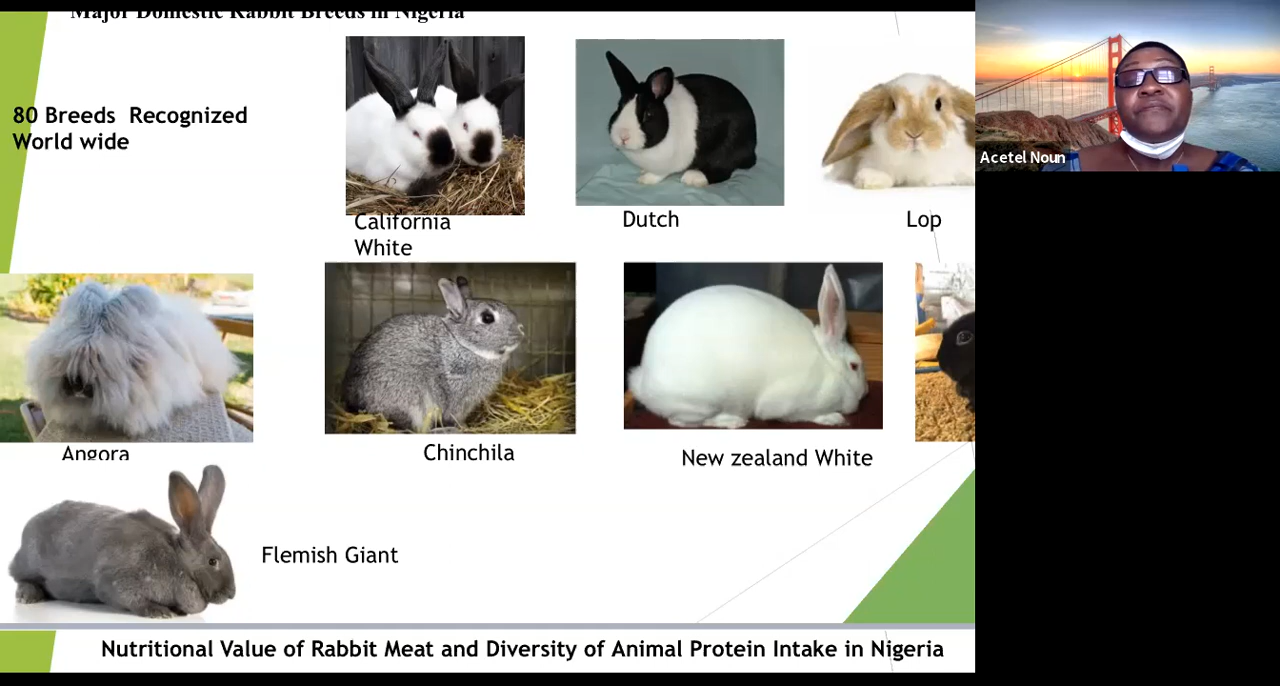 Major Domestic Rabbit Breeds in Nigeria
80 Breeds Recognized
World wide
Acetel Noun
California
White
Dutch
Lop
Angora
Chinchila
New zealand White
Flemish Giant
Nutritional Value of Rabbit Meat and Diversity of Animal Protein Intake in Nigeria